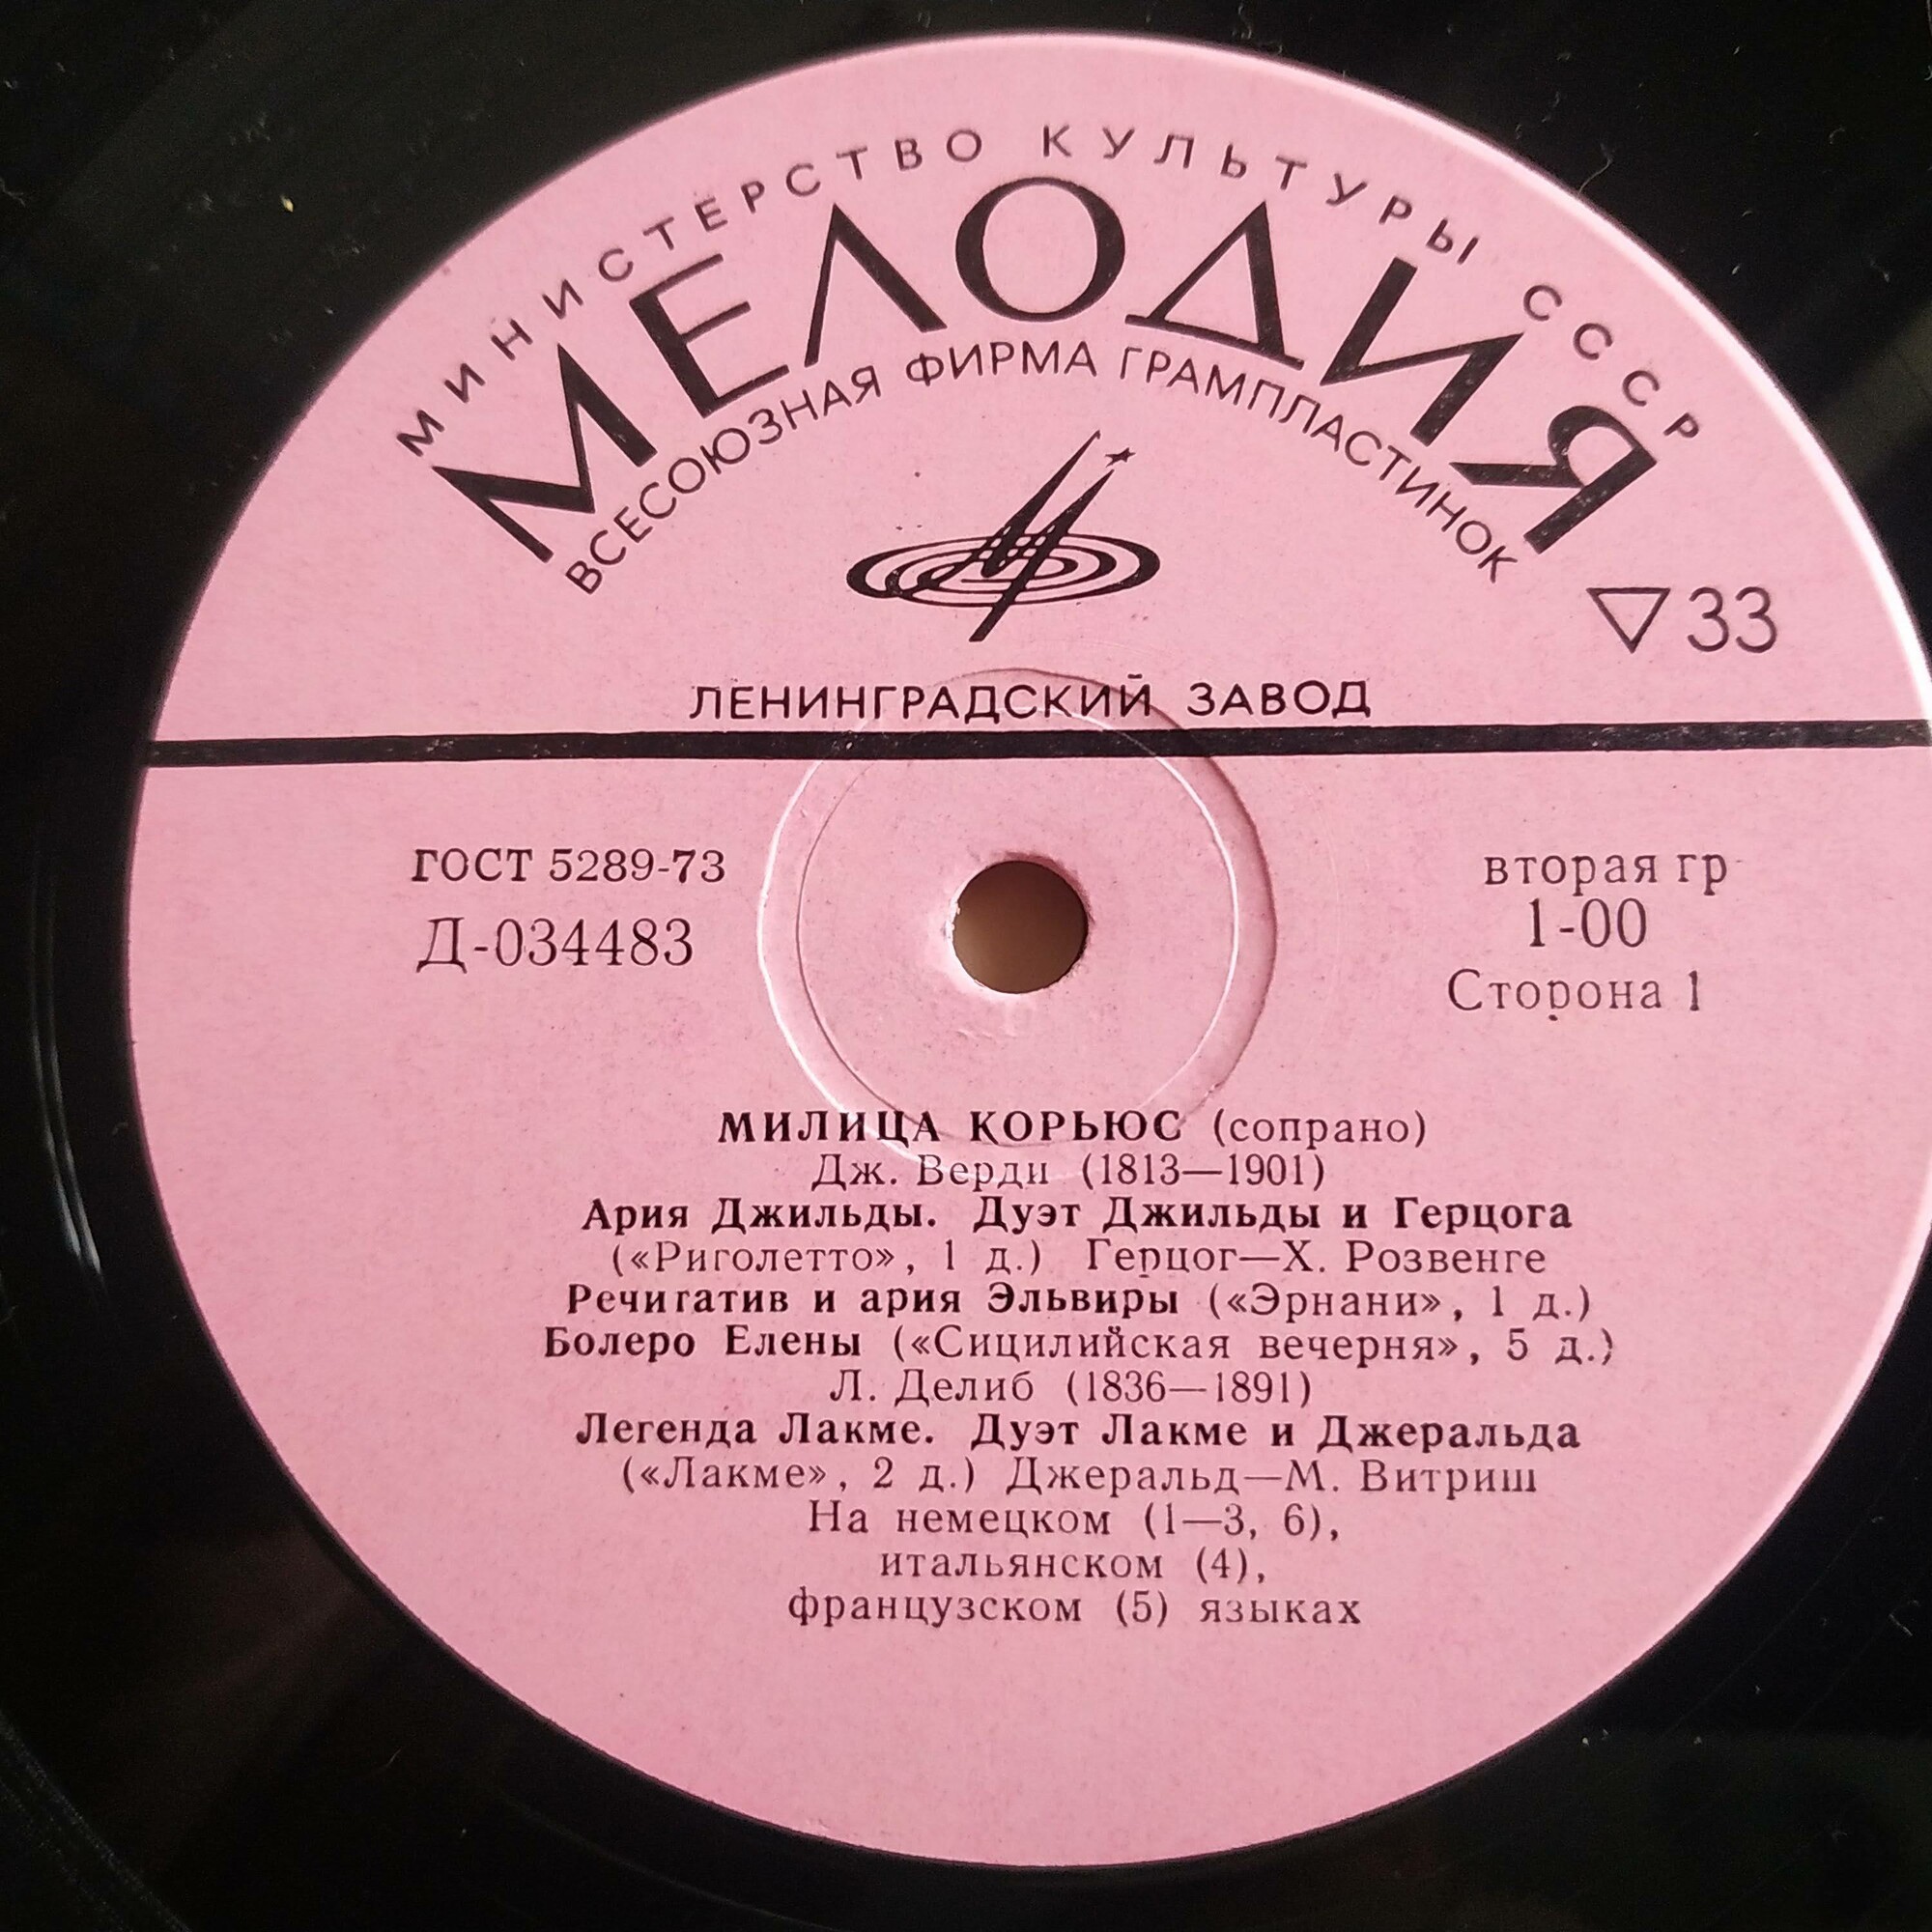 МИНИСТЕРСТВО КУЛЬТУРЫ СССР
МЕЛОДИЯ
ВСЕСОЮЗНАЯ ФИРМА ГРАМПЛАСТИНОК
▽33
ЛЕНИНГРАДСКИЙ ЗАВОД
ГОСТ 5289-73
Д-034483
вторая гр
1-00
Сторона 1
МИЛИЦА КОРЬЮС (сопрано)
Дж. Верди (1813—1901)
Ария Джильды. Дуэт Джильды и Герцога
(«Риголетто», 1 д.) Герцог—Х. Розвенге
Речигатив и ария Эльвиры («Эрнани», 1 д.)
Болеро Елены («Сицилийская вечерня», 5 д.)
Л. Делиб (1836—1891)
Легенда Лакме. Дуэт Лакме и Джеральда
(«Лакме», 2 д.) Джеральд—М. Витриш
На немецком (1—3, 6),
итальянском (4),
французском (5) языках